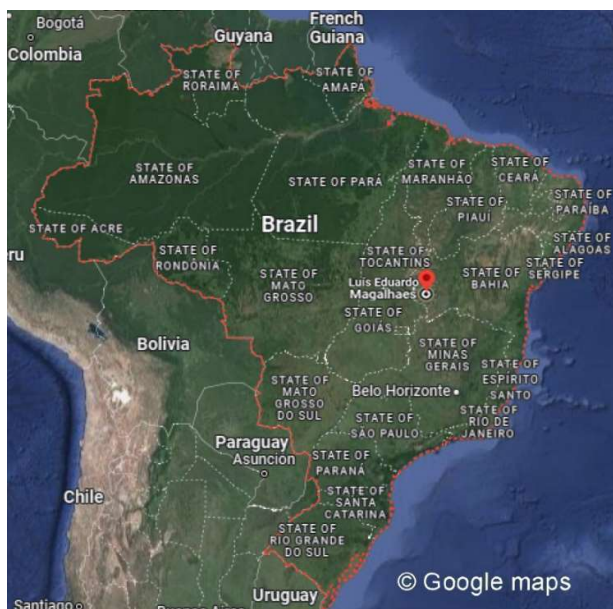 Bogotá
Colombia
Guyana
French
Guiana
STATE OF
RORAIMA
STATE OF
AMAPÁ
STATE OF
AMAZONAS
STATE OF PARÁ
STATE OF
MARANHÃO
STATE OF
CEARÁ
STATE OF
PARAÍBA
STATE OF
PIAUÍ
STATE OF ACRE
Brazil
STATE OF
ALAGOAS
STATE OF
SERGIPE
STATE OF
RONDÔNIA
STATE OF
TOCANTINS
STATE OF
BAHIA
STATE OF
MATO
GROSSO
Luis Eduardo
Magalhaes
STATE OF
GOIÁS
Bolivia
STATE OF
MINAS
GERAIS
STATE OF
ESPÍRITO
SANTO
STATE OF
MATO
GROSSO
DO SUL
Belo Horizonte
STATE OF
SÃO PAULO
STATE OF
RIO DE
JANEIRO
Paraguay
Asunción
STATE OF
PARANÁ
Chile
STATE OF
SANTA
CATARINA
STATE OF
RIO GRANDE
DO SUL
Uruguay
Santiago
© Google maps